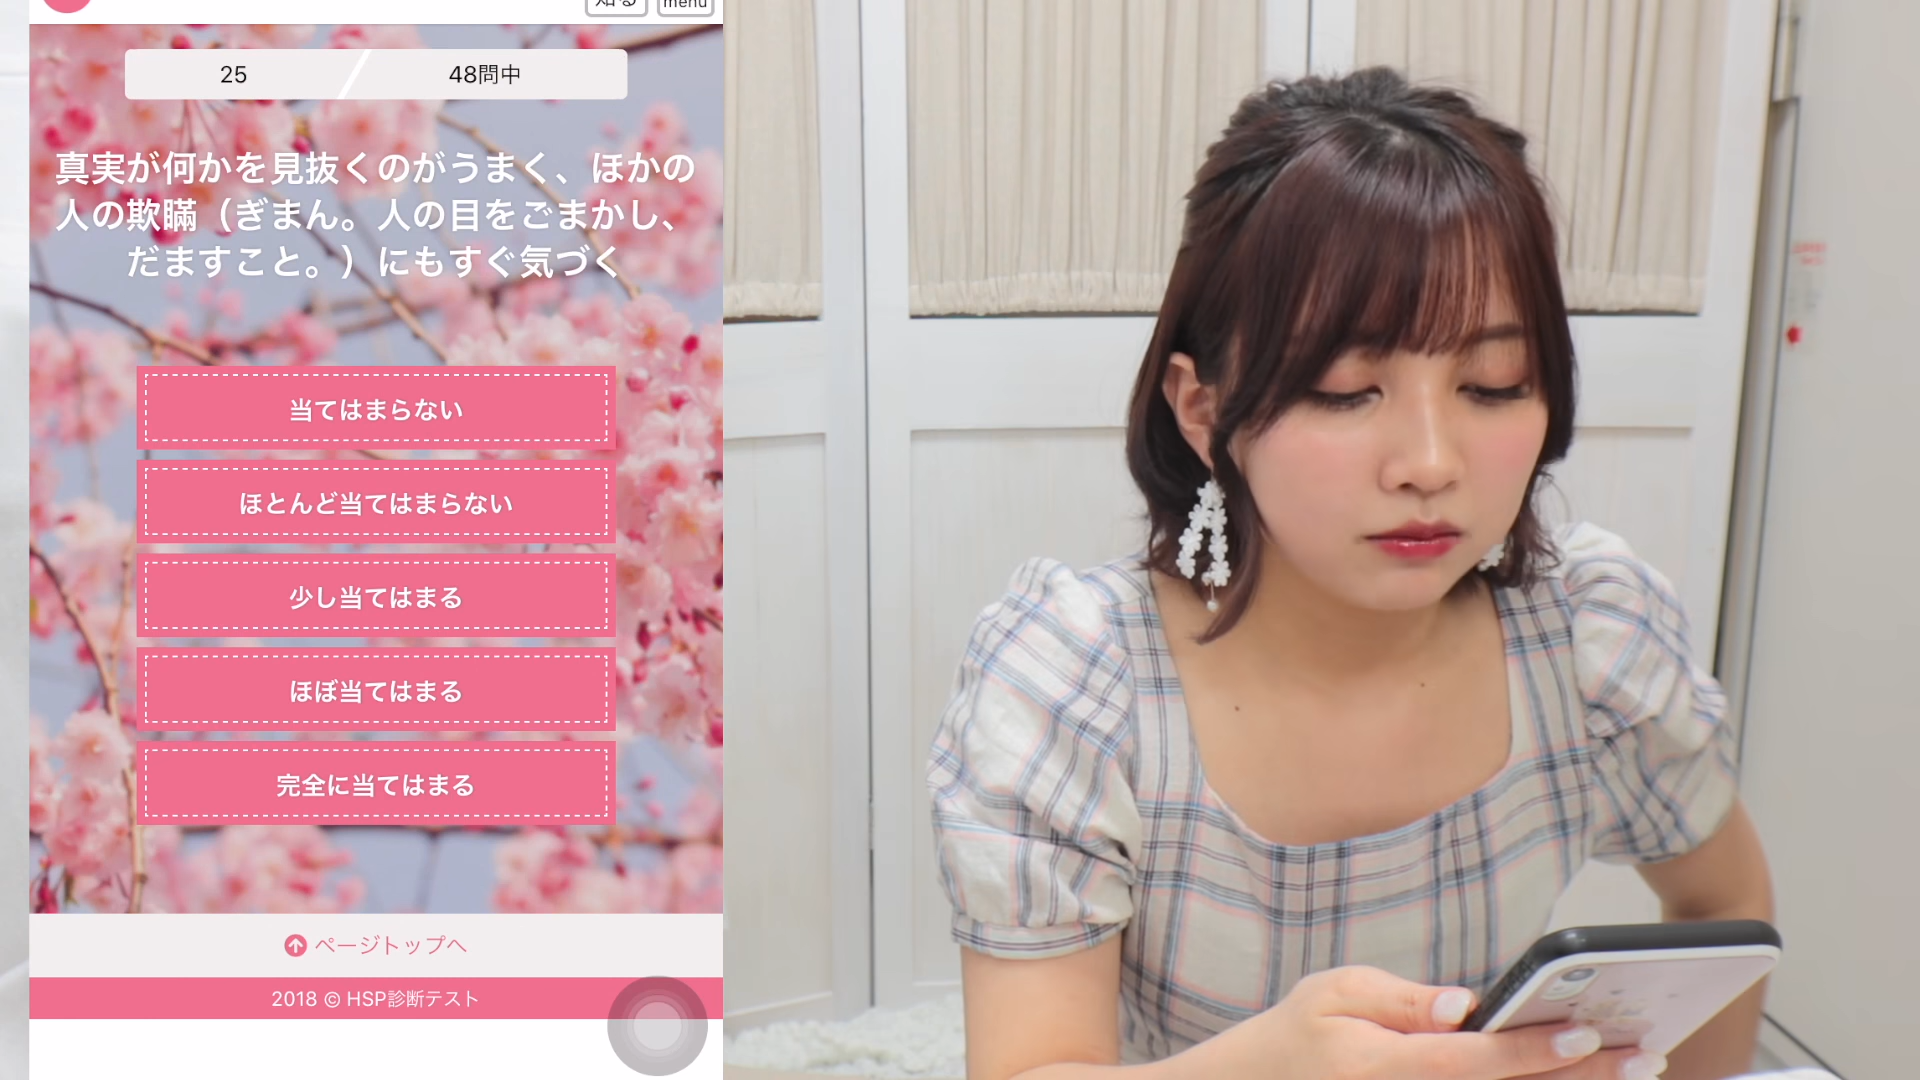 知る
menu
25
48問中
真実が何かを見抜くのがうまく、ほかの
人の欺瞞（ぎまん。人の目をごまかし、
だますこと。）にもすぐ気づく
当てはまらない
ほとんど当てはまらない
少し当てはまる
ほぼ当てはまる
完全に当てはまる
ページトップへ
2018 © HSP診断テスト